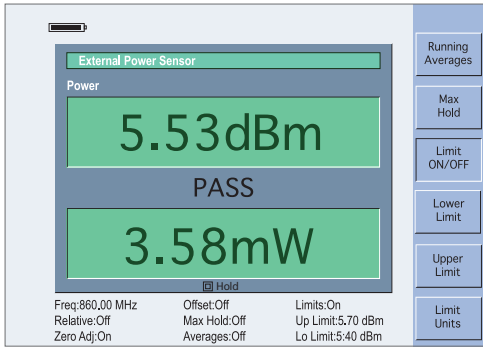 External Power Sensor
Power
5.53dBm
PASS
3.58mW
Hold
Freq:860,00 MHz Offset:Off Limits:On
Relative:Off Max Hold:Off Up Limit:5.70 dBm
Zero Adj:On Averages:Off Lo Limit:5:40 dBm
Running
Averages
Max
Hold
Limit
ON/OFF
Lower
Limit
Upper
Limit
Limit
Units